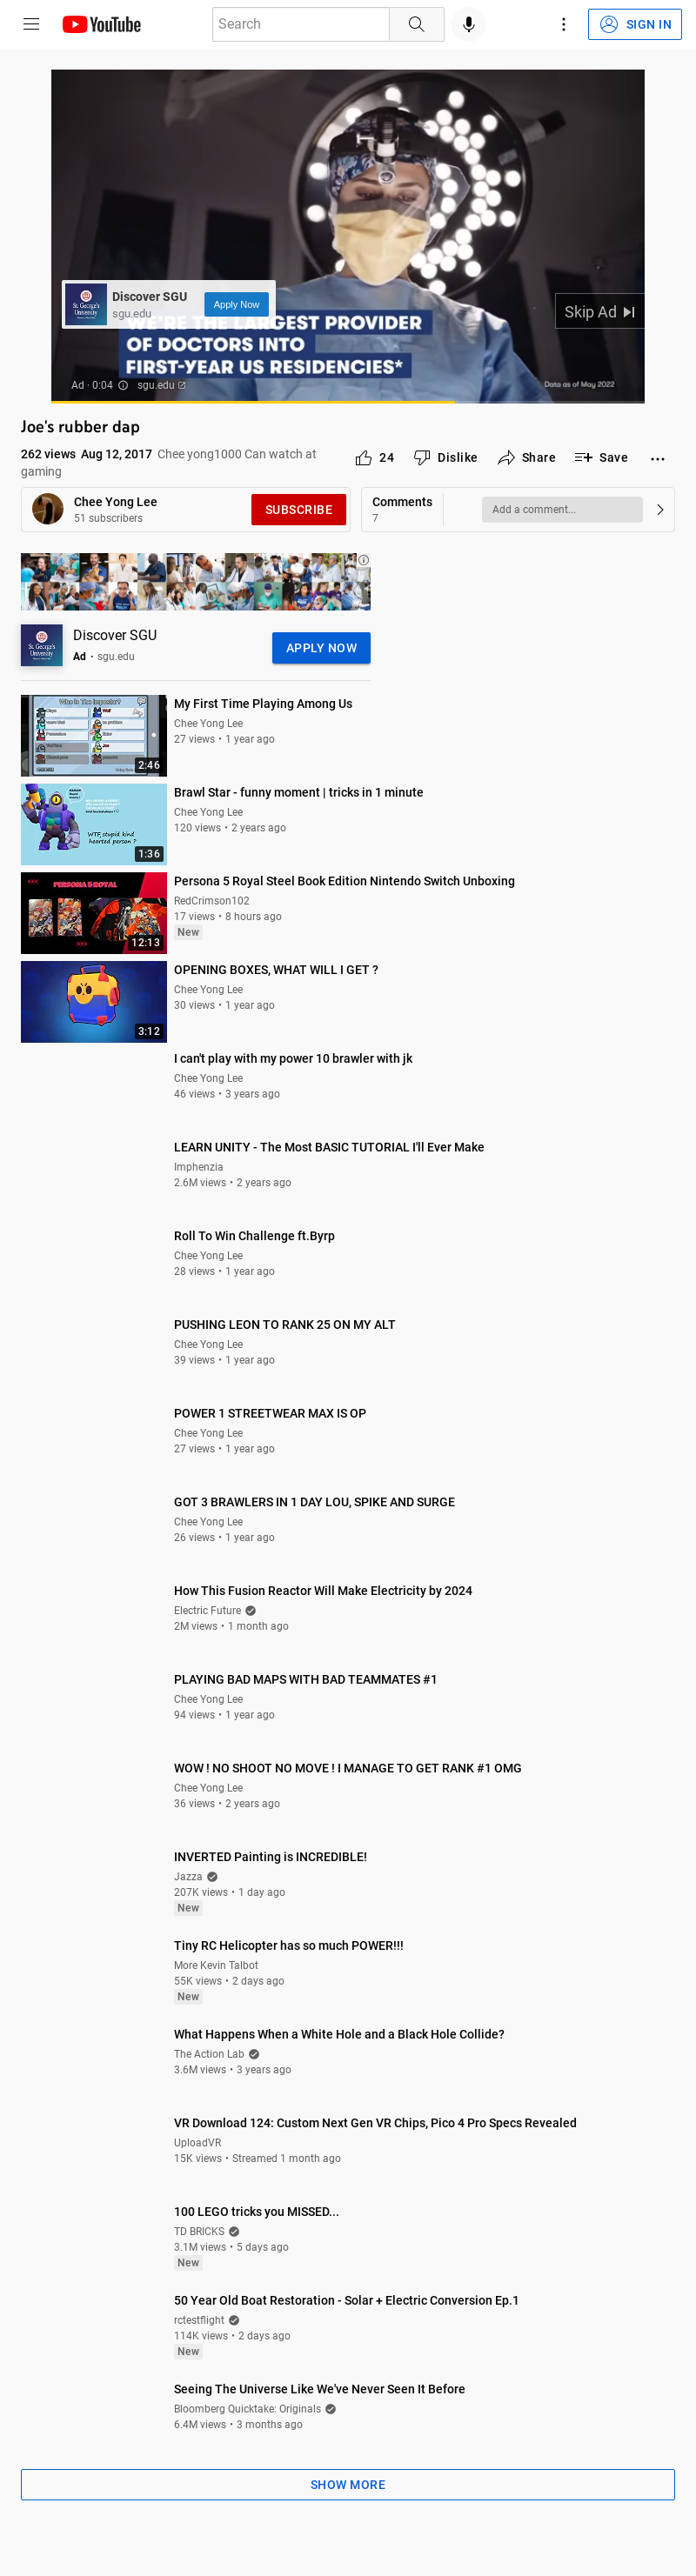 YouTube
Search
SIGN IN
Discover SGU
sgu.edu
Apply Now
Skip Ad
WE'RE THE LARGEST PROVIDER
OF DOCTORS INTO
FIRST-YEAR US RESIDENCIES*
Ad · 0:04 sgu.edu
Data as of May 2022
Joe's rubber dap
262 views Aug 12, 2017 Chee yong1000 Can watch at
gaming
24 Dislike Share Save
Chee Yong Lee
51 subscribers
SUBSCRIBE
Comments
7
Add a comment...
St. George's
University
Discover SGU
Ad · sgu.edu
APPLY NOW
2:46
My First Time Playing Among Us
Chee Yong Lee
27 views · 1 year ago
WTF, stupid kind
hearted person ?
1:36
Brawl Star - funny moment | tricks in 1 minute
Chee Yong Lee
120 views · 2 years ago
PERSONA 5 ROYAL
12:13
Persona 5 Royal Steel Book Edition Nintendo Switch Unboxing
RedCrimson102
17 views · 8 hours ago
New
3:12
OPENING BOXES, WHAT WILL I GET ?
Chee Yong Lee
30 views · 1 year ago
I can't play with my power 10 brawler with jk
Chee Yong Lee
46 views · 3 years ago
LEARN UNITY - The Most BASIC TUTORIAL I'll Ever Make
Imphenzia
2.6M views · 2 years ago
Roll To Win Challenge ft.Byrp
Chee Yong Lee
28 views · 1 year ago
PUSHING LEON TO RANK 25 ON MY ALT
Chee Yong Lee
39 views · 1 year ago
POWER 1 STREETWEAR MAX IS OP
Chee Yong Lee
27 views · 1 year ago
GOT 3 BRAWLERS IN 1 DAY LOU, SPIKE AND SURGE
Chee Yong Lee
26 views · 1 year ago
How This Fusion Reactor Will Make Electricity by 2024
Electric Future
2M views · 1 month ago
PLAYING BAD MAPS WITH BAD TEAMMATES #1
Chee Yong Lee
94 views · 1 year ago
WOW ! NO SHOOT NO MOVE ! I MANAGE TO GET RANK #1 OMG
Chee Yong Lee
36 views · 2 years ago
INVERTED Painting is INCREDIBLE!
Jazza
207K views · 1 day ago
New
Tiny RC Helicopter has so much POWER!!!
More Kevin Talbot
55K views · 2 days ago
New
What Happens When a White Hole and a Black Hole Collide?
The Action Lab
3.6M views · 3 years ago
VR Download 124: Custom Next Gen VR Chips, Pico 4 Pro Specs Revealed
UploadVR
15K views · Streamed 1 month ago
100 LEGO tricks you MISSED...
TD BRICKS
3.1M views · 5 days ago
New
50 Year Old Boat Restoration - Solar + Electric Conversion Ep.1
rctestflight
114K views · 2 days ago
New
Seeing The Universe Like We've Never Seen It Before
Bloomberg Quicktake: Originals
6.4M views · 3 months ago
SHOW MORE